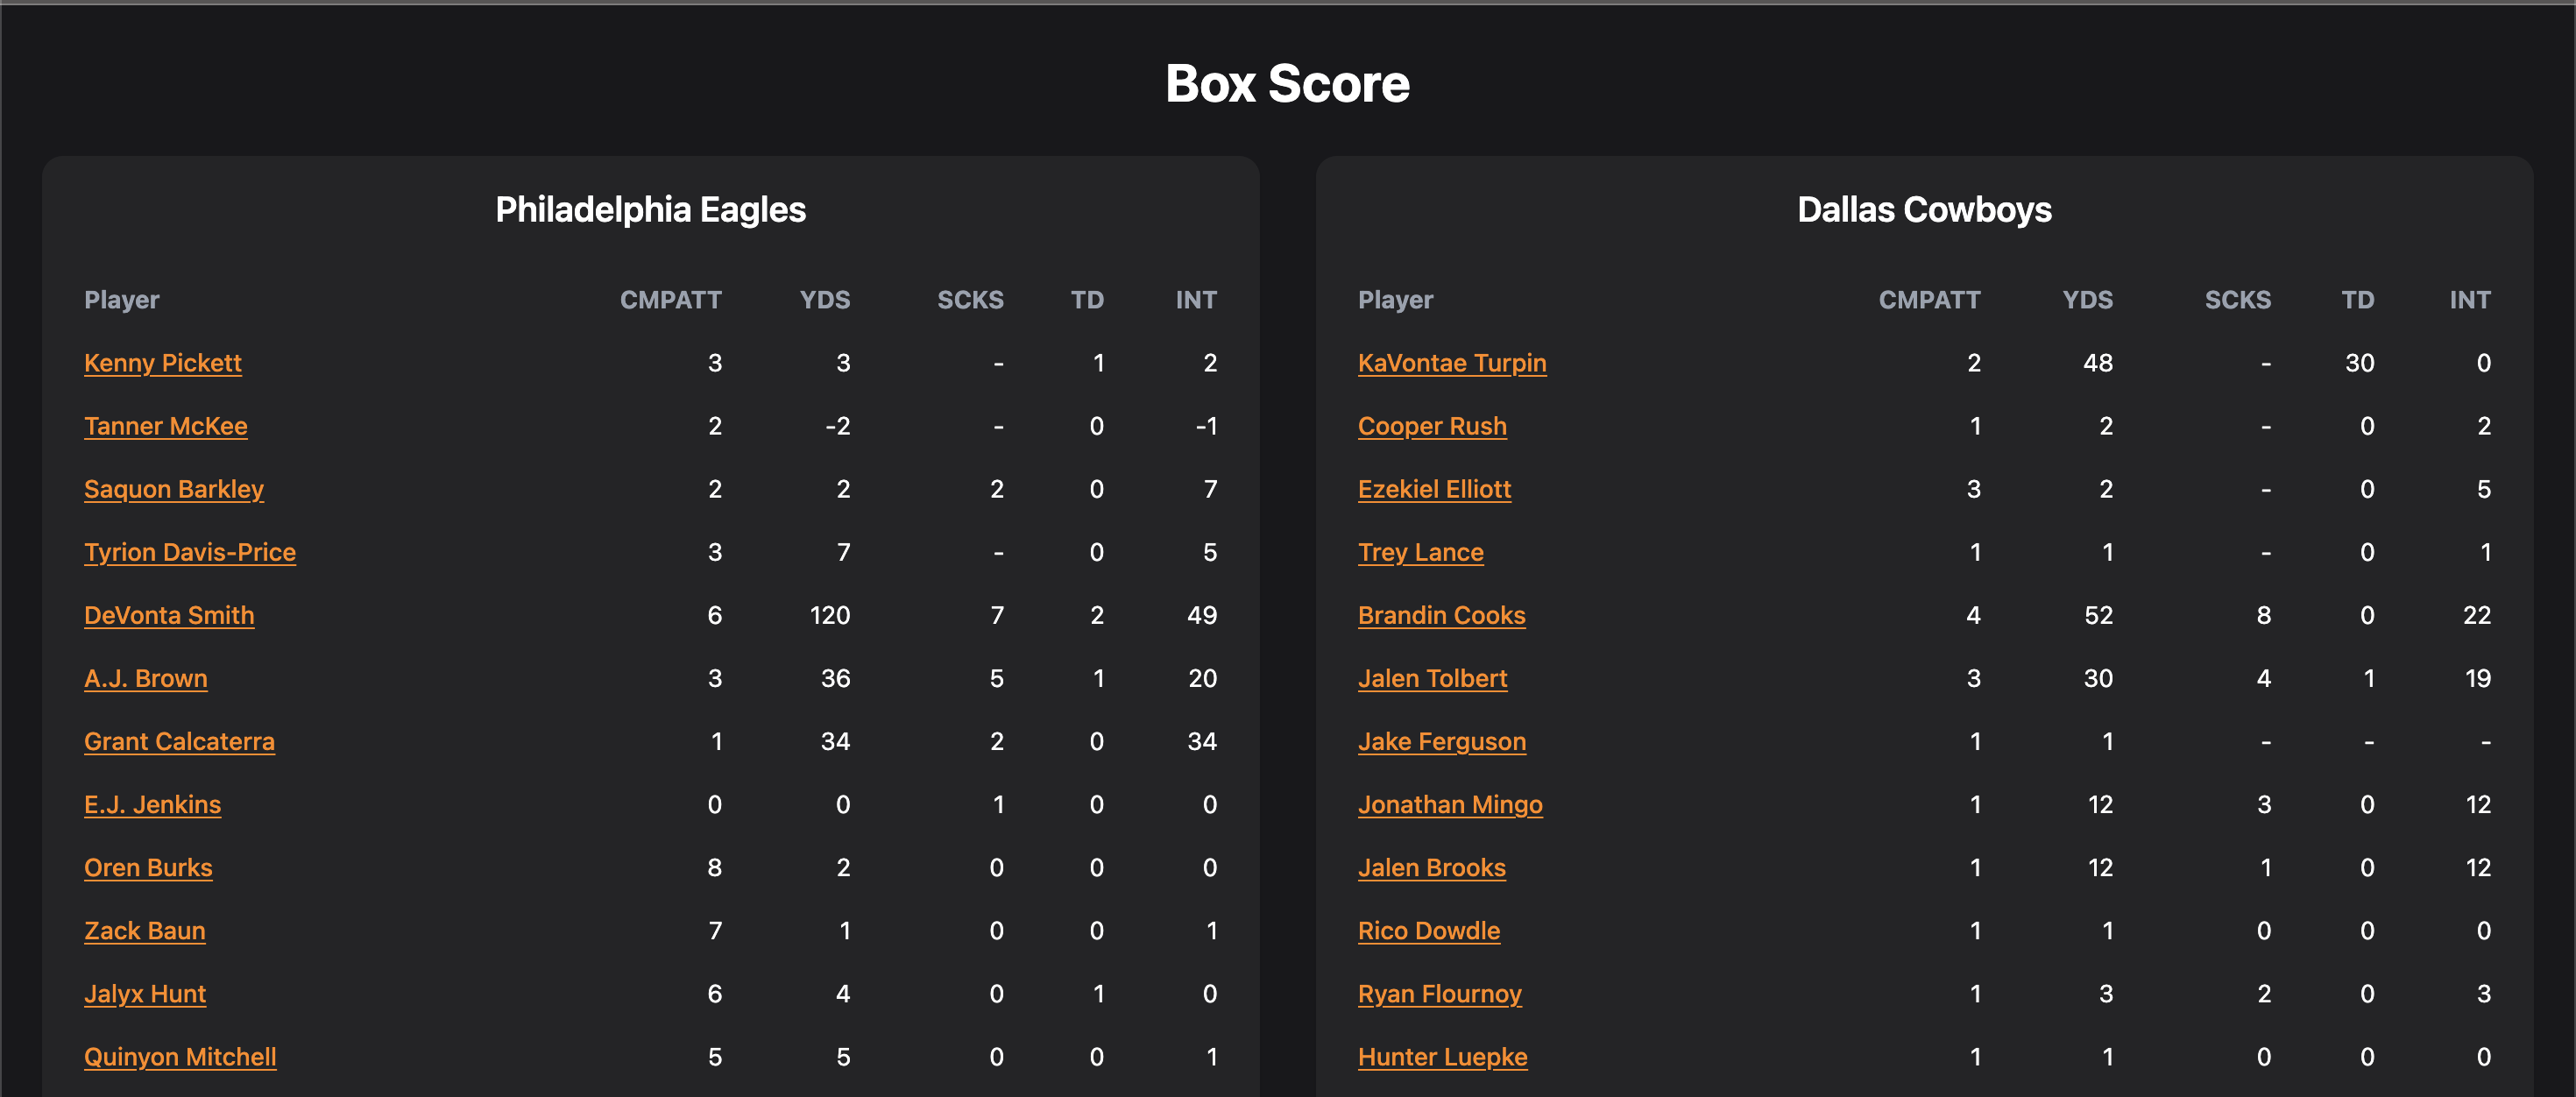 Box Score
Philadelphia Eagles
Player CMPATT YDS SCKS TD INT
Kenny Pickett 3 3 - 1 2
Tanner McKee 2 -2 - 0 -1
Saquon Barkley 2 2 2 0 7
Tyrion Davis-Price 3 7 - 0 5
DeVonta Smith 6 120 7 2 49
A.J. Brown 3 36 5 1 20
Grant Calcaterra 1 34 2 0 34
E.J. Jenkins 0 0 1 0 0
Oren Burks 8 2 0 0 0
Zack Baun 7 1 0 0 1
Jalyx Hunt 6 4 0 1 0
Quinyon Mitchell 5 5 0 0 1
Dallas Cowboys
Player CMPATT YDS SCKS TD INT
KaVontae Turpin 2 48 - 30 0
Cooper Rush 1 2 - 0 2
Ezekiel Elliott 3 2 - 0 5
Trey Lance 1 1 - 0 1
Brandin Cooks 4 52 8 0 22
Jalen Tolbert 3 30 4 1 19
Jake Ferguson 1 1 - - -
Jonathan Mingo 1 12 3 0 12
Jalen Brooks 1 12 1 0 12
Rico Dowdle 1 1 0 0 0
Ryan Flournoy 1 3 2 0 3
Hunter Luepke 1 1 0 0 0